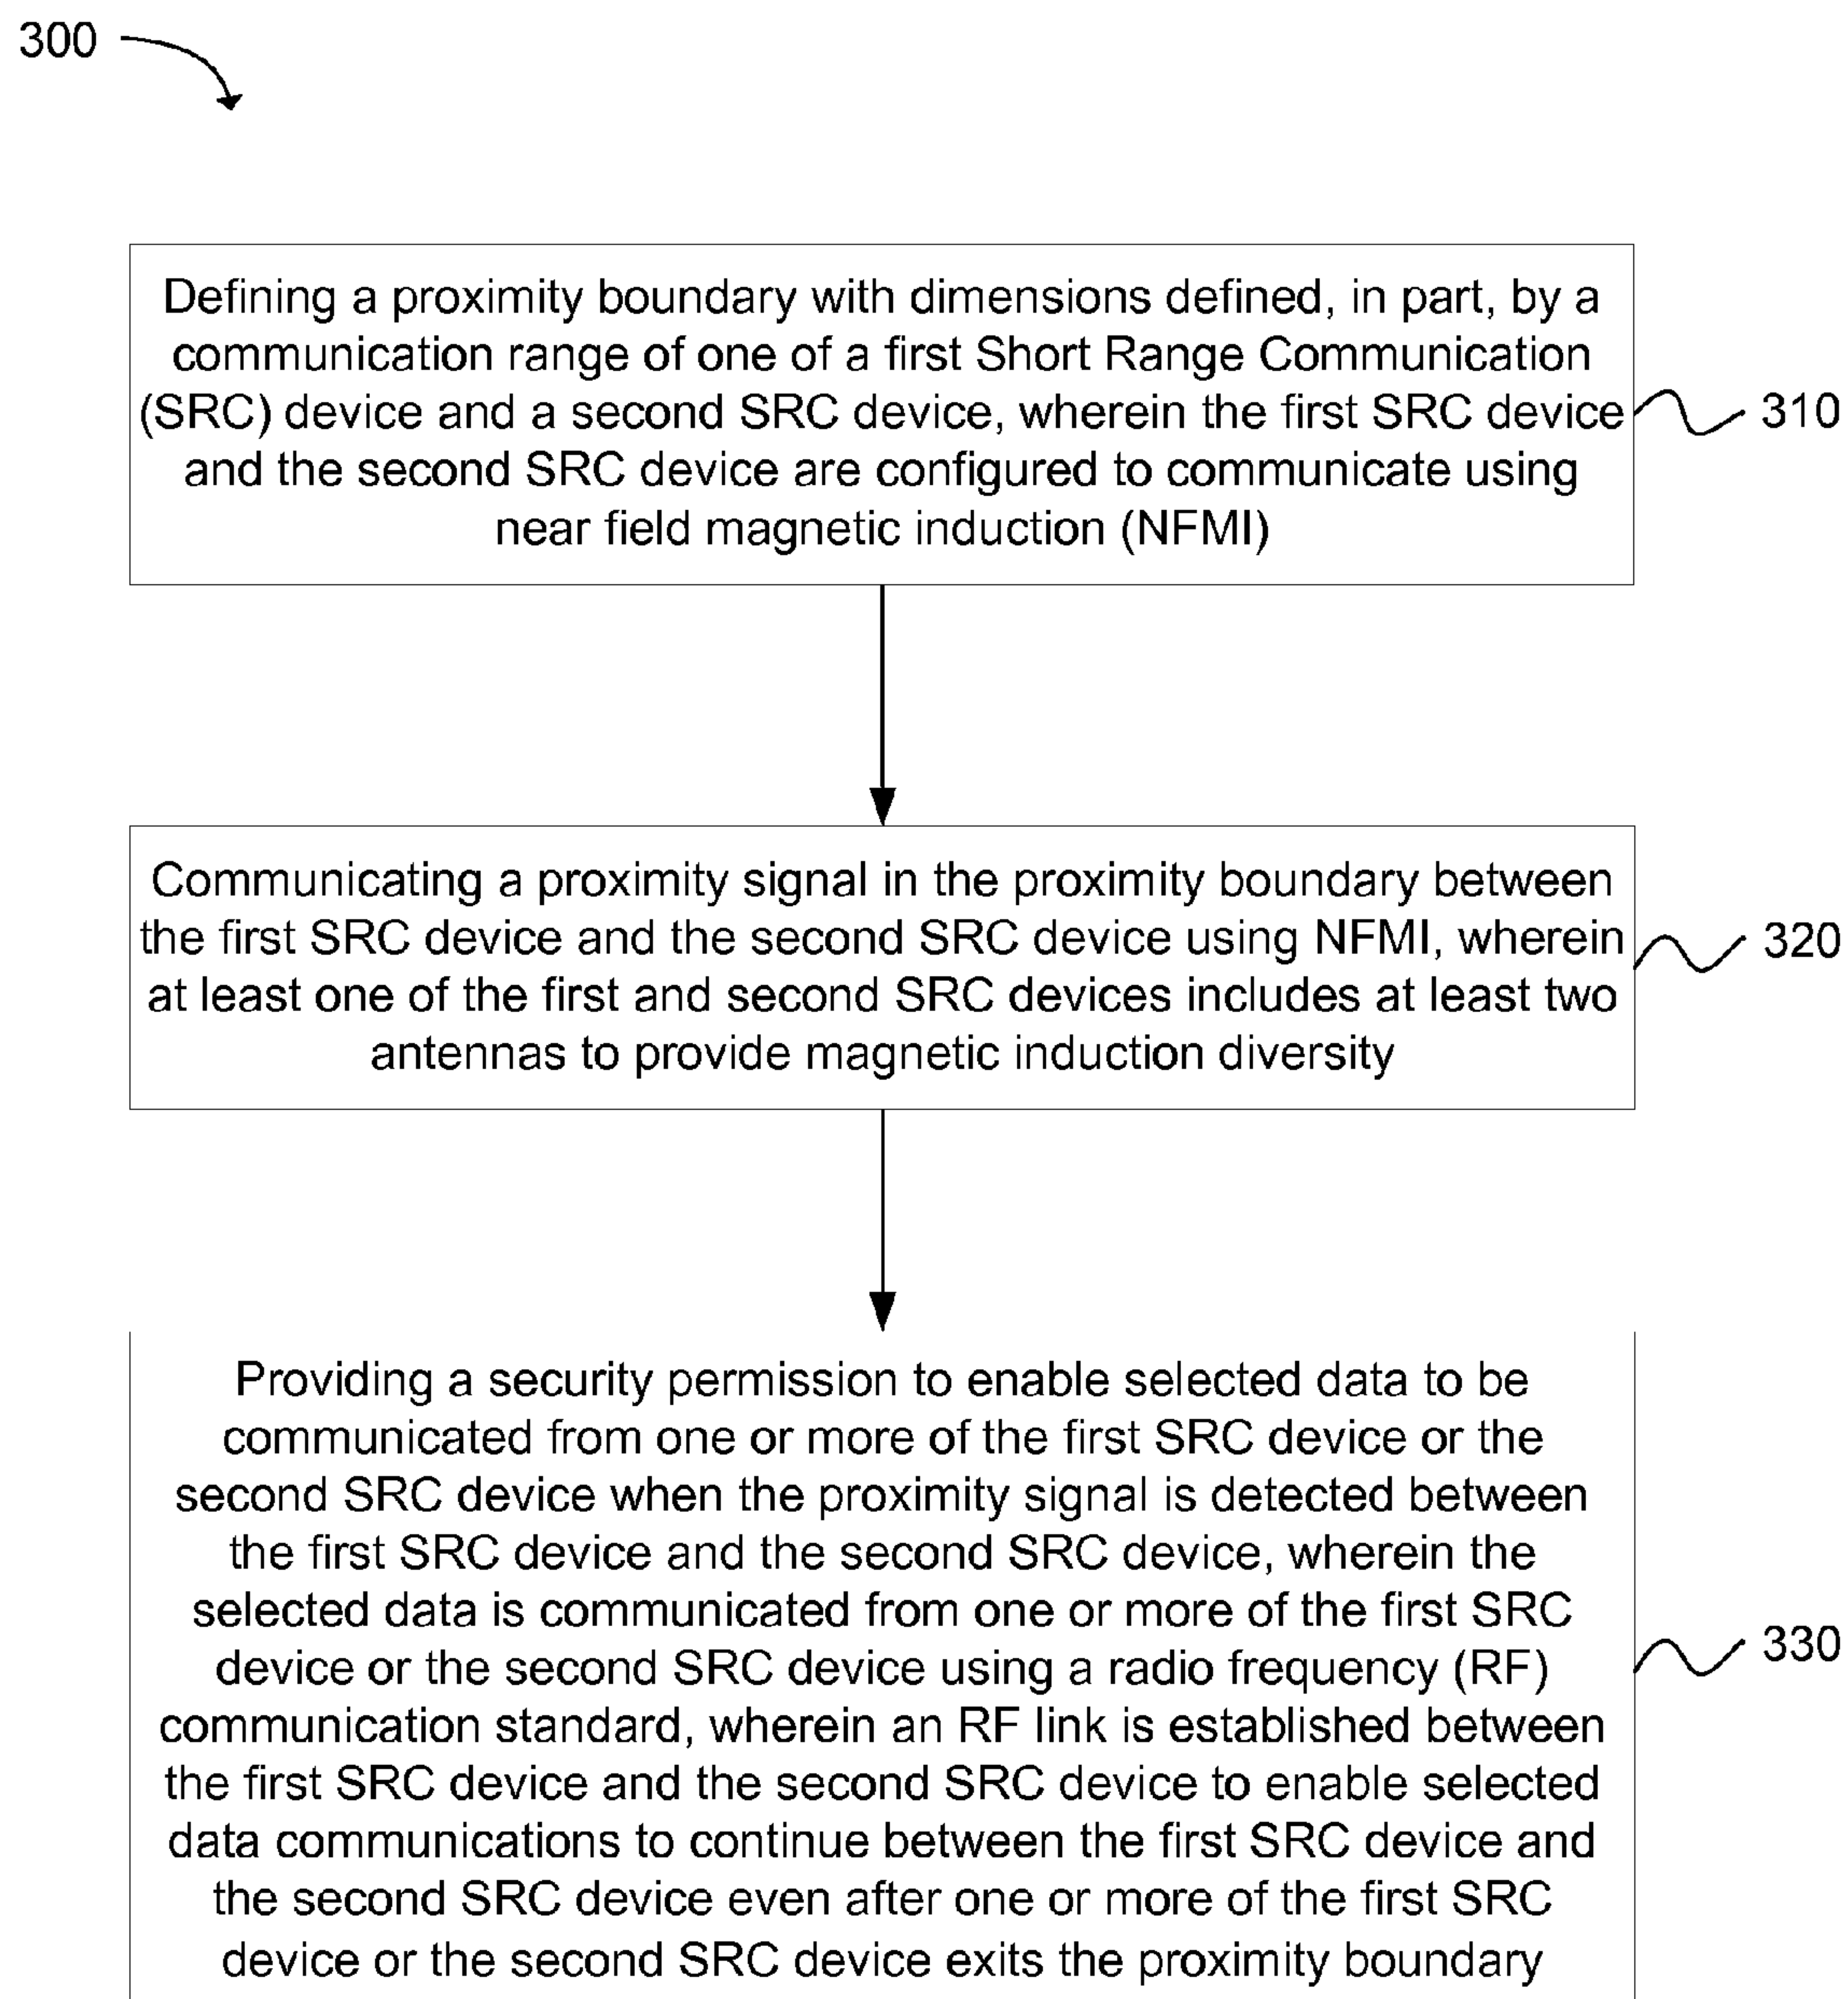 300
Defining a proximity boundary with dimensions defined, in part, by a
communication range of one of a first Short Range Communication
(SRC) device and a second SRC device, wherein the first SRC device
and the second SRC device are configured to communicate using
near field magnetic induction (NFMI)
310
Communicating a proximity signal in the proximity boundary between
the first SRC device and the second SRC device using NFMI, wherein
at least one of the first and second SRC devices includes at least two
antennas to provide magnetic induction diversity
320
Providing a security permission to enable selected data to be
communicated from one or more of the first SRC device or the
second SRC device when the proximity signal is detected between
the first SRC device and the second SRC device, wherein the
selected data is communicated from one or more of the first SRC
device or the second SRC device using a radio frequency (RF)
communication standard, wherein an RF link is established between
the first SRC device and the second SRC device to enable selected
data communications to continue between the first SRC device and
the second SRC device even after one or more of the first SRC
device or the second SRC device exits the proximity boundary
330